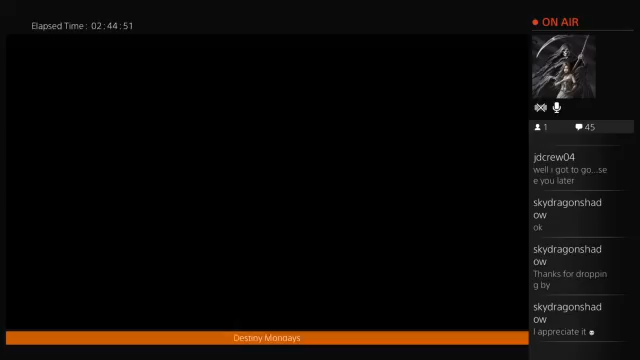 Elapsed Time : 02 : 44 : 51
ON AIR
1 45
jdcrew04
well i got to go...se
e you later
skydragonshad
ow
ok
skydragonshad
ow
Thanks for droppin
g by
skydragonshad
ow
I appreciate it
Destiny Mondays